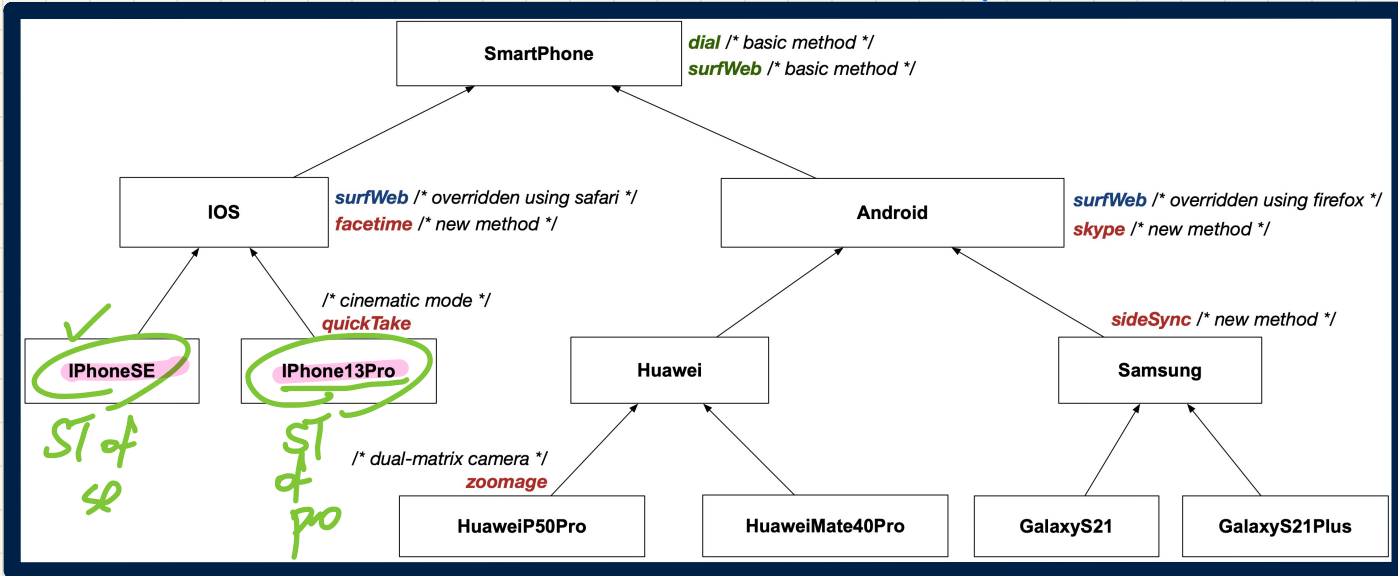 SmartPhone
dial /* basic method */
surfWeb /* basic method */
IOS
surfWeb /* overridden using safari */
facetime /* new method */
Android
surfWeb /* overridden using firefox */
skype /* new method */
/* cinematic mode */
quickTake
sideSync /* new method */
IPhoneSE
IPhone13Pro
Huawei
Samsung
ST of
se
ST
of
pro
/* dual-matrix camera */
zoomage
HuaweiP50Pro
HuaweiMate40Pro
GalaxyS21
GalaxyS21Plus